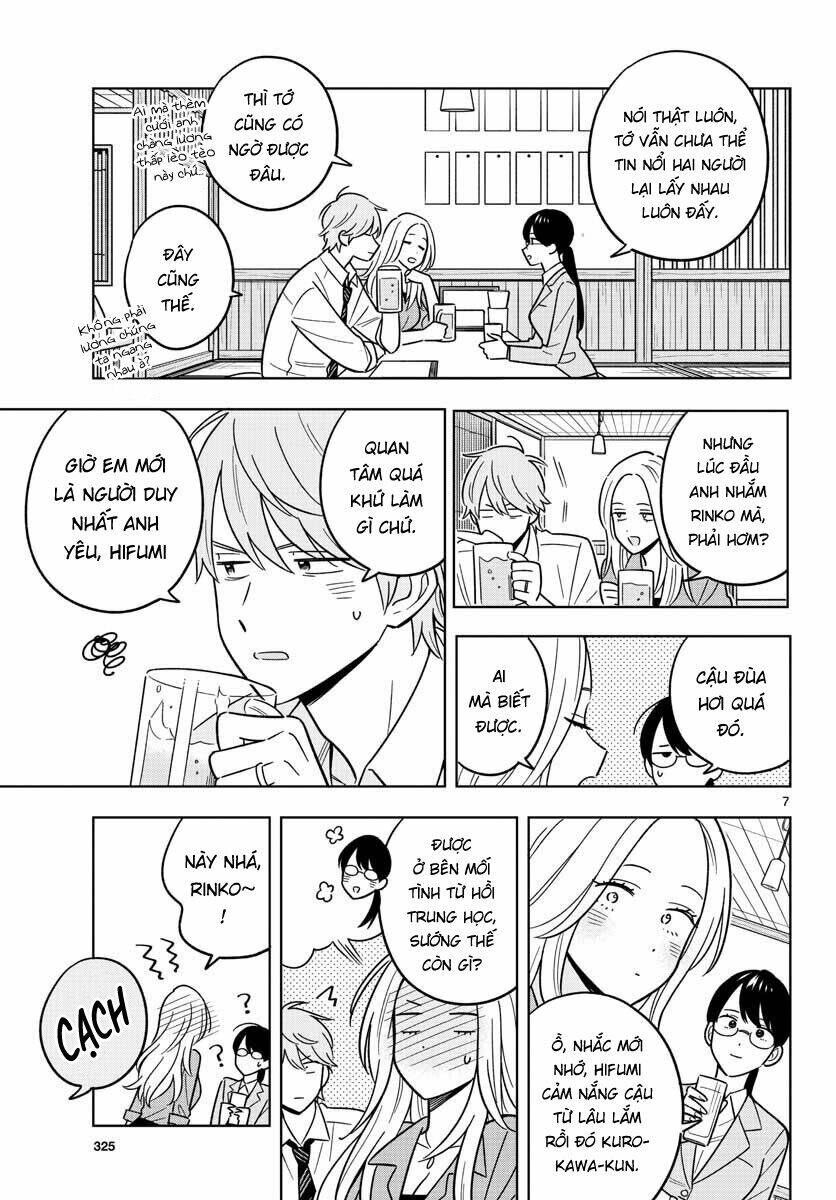 NÓI THẬT LUÔN,
TỚ VẪN CHƯA THỂ
TIN NỔI HAI NGƯỜI
LẠI LẤY NHAU
LUÔN ĐẤY.
THÌ TỚ
CŨNG CÓ
NGỜ ĐƯỢC
ĐÂU.
Ai mà thèm
cưới anh
chàng lương
thấp lèo tèo
này chứ...
ĐÂY
CŨNG
THẾ.
Không phải
lương chúng
ta ngang
nhau à?
NHƯNG
LÚC ĐẦU
ANH NHẮM
RINKO MÀ,
PHẢI HƠM?
QUAN
TÂM QUÁ
KHỨ LÀM
GÌ CHỨ.
GIỜ EM MỚI
LÀ NGƯỜI DUY
NHẤT ANH
YÊU, HIFUMI
CẬU ĐÙA
HƠI QUÁ
ĐÓ.
AI
MÀ BIẾT
ĐƯỢC.
7
Ồ, NHẮC MỚI
NHỚ, HIFUMI
CẢM NẮNG CẬU
TỪ LÂU LẮM
RỒI ĐÓ KURO-
KAWA-KUN.
ĐƯỢC
Ở BÊN MỐI
TÌNH TỪ HỒI
TRUNG HỌC,
SƯỚNG THẾ
CÒN GÌ?
NÀY NHÁ,
RINKO~
!
?
?
?
CẠCH
325